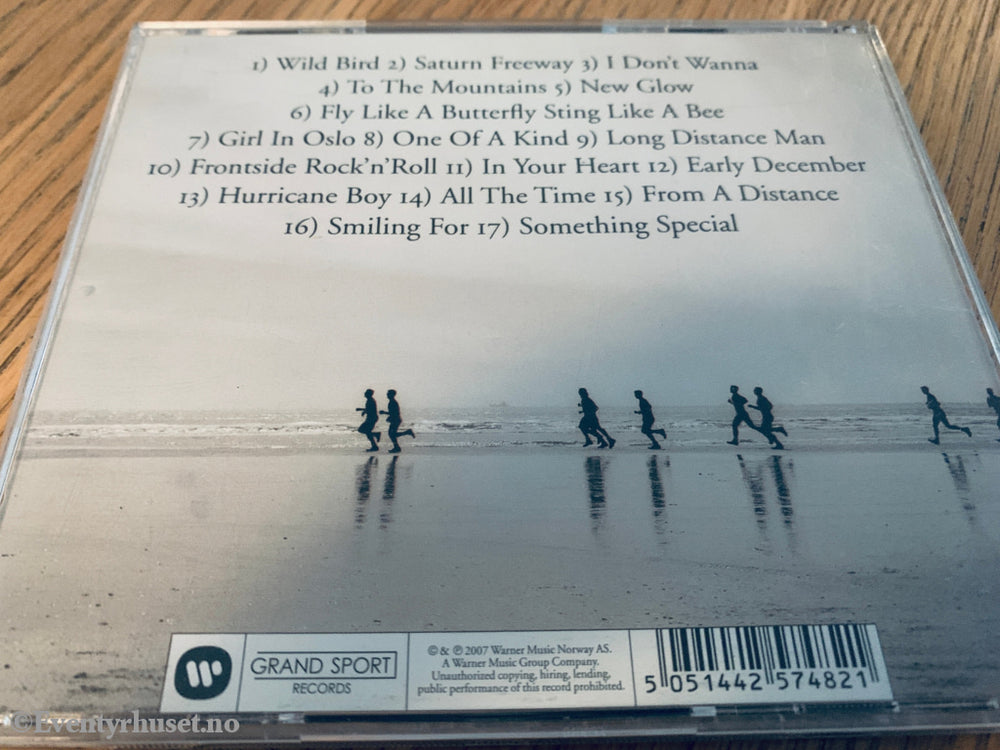 1) Wild Bird 2) Saturn Freeway 3) I Don't Wanna
4) To The Mountains 5) New Glow
6) Fly Like A Butterfly Sting Like A Bee
7) Girl In Oslo 8) One Of A Kind 9) Long Distance Man
10) Frontside Rock'n'Roll 11) In Your Heart 12) Early December
13) Hurricane Boy 14) All The Time 15) From A Distance
16) Smiling For 17) Something Special
GRAND SPORT
RECORDS
© & ℗ 2007 Warner Music Norway AS.
A Warner Music Group Company.
Unauthorized copying, hiring, lending,
public performance of this record prohibited.
5 051442 574821
©Eventyrhuset.no